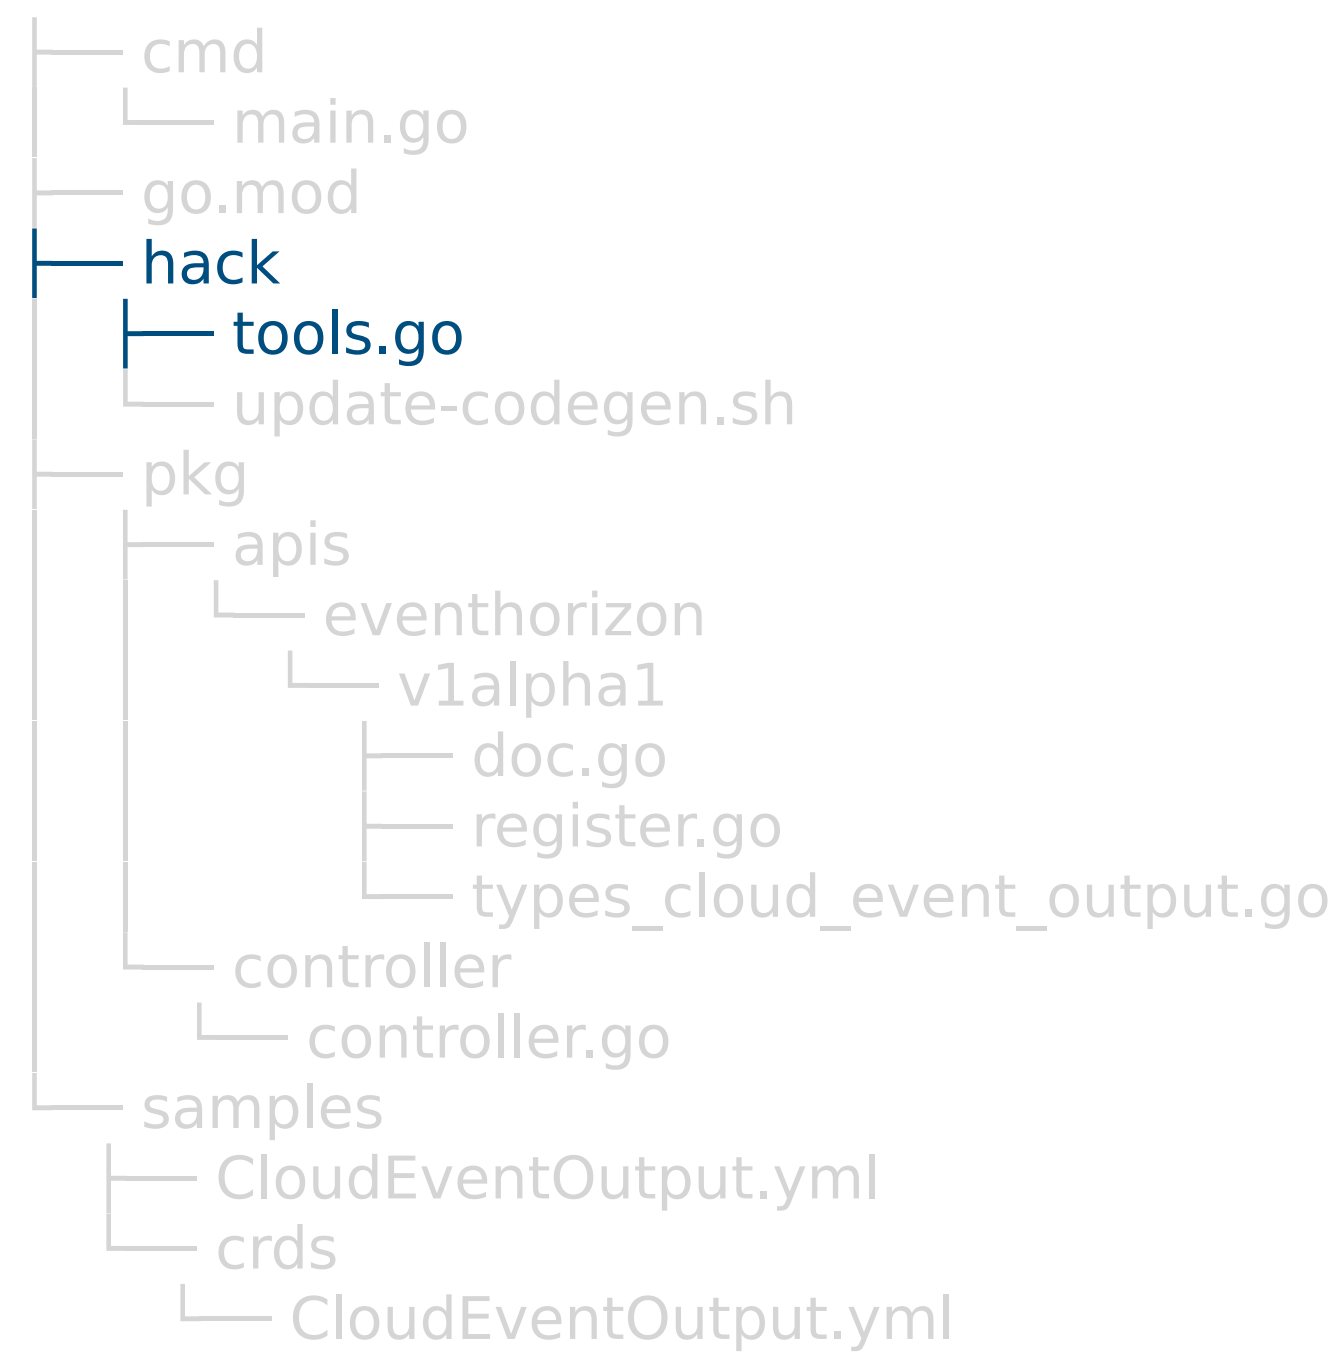 cmd
main.go
go.mod
hack
tools.go
update-codegen.sh
pkg
apis
eventhorizon
v1alpha1
doc.go
register.go
types_cloud_event_output.go
controller
controller.go
samples
CloudEventOutput.yml
crds
CloudEventOutput.yml